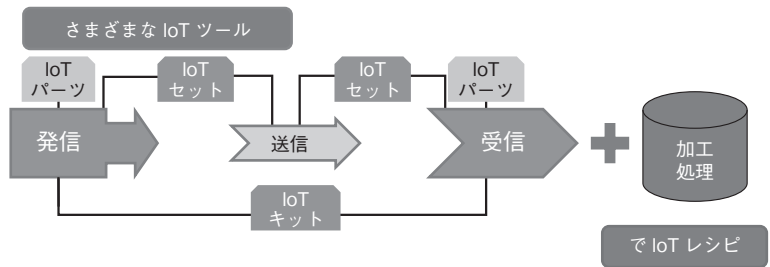 さまざまな IoT ツール
IoT
パーツ
IoT
セット
IoT
セット
IoT
パーツ
発信
送信
受信
加工
処理
IoT
キット
で IoT レシピ